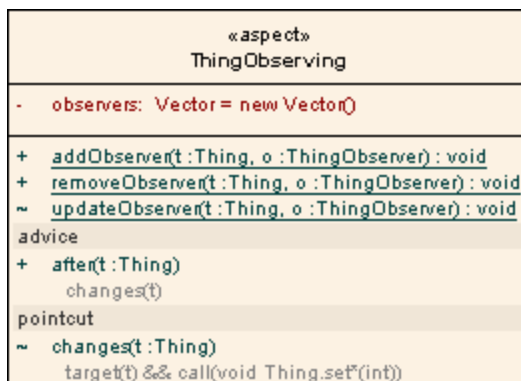 «aspect»
ThingObserving
- observers: Vector = new Vector()
+ addObserver(t :Thing, o :ThingObserver) : void
+ removeObserver(t :Thing, o :ThingObserver) : void
~ updateObserver(t :Thing, o :ThingObserver) : void
advice
+ after(t :Thing)
changes(t)
pointcut
~ changes(t :Thing)
target(t) && call(void Thing.set*(int))